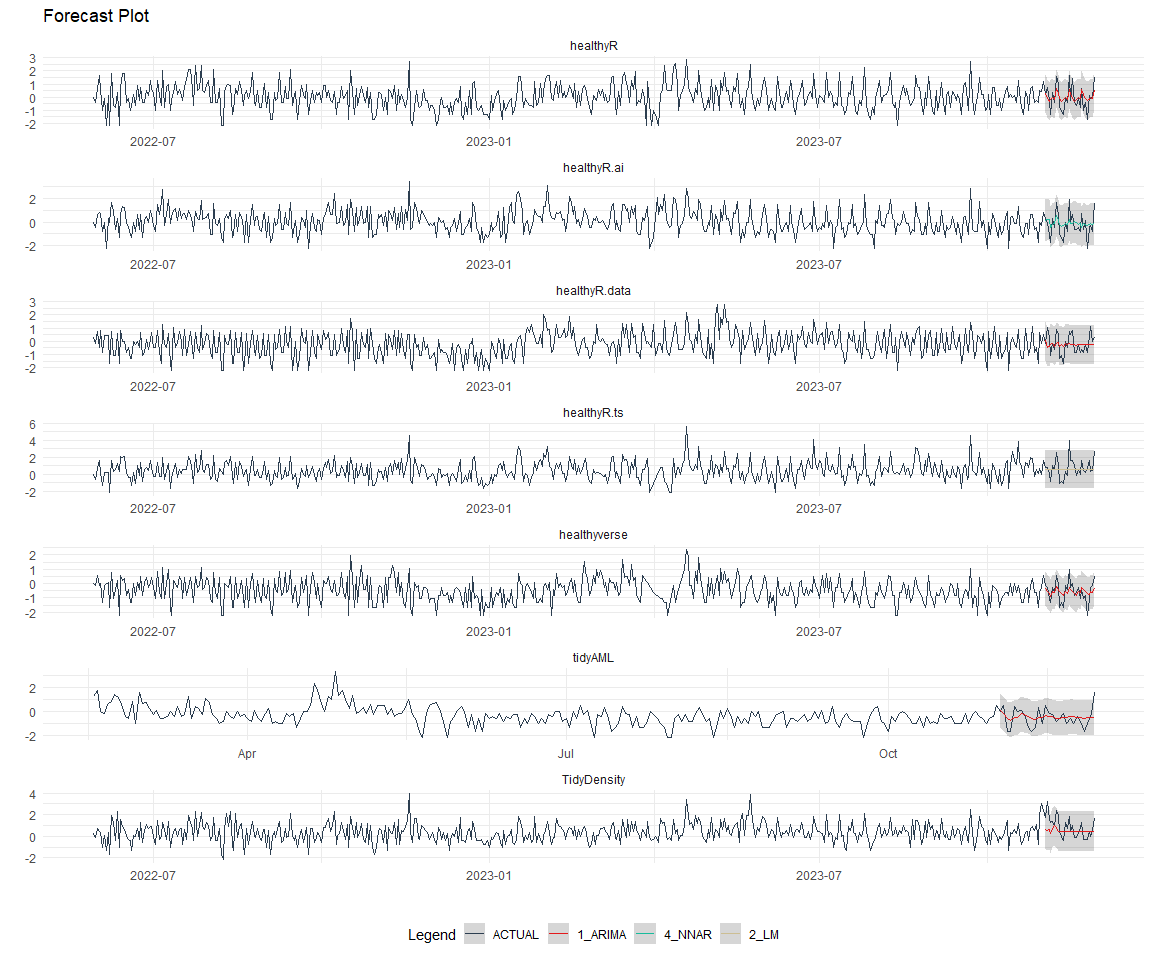 Forecast Plot
healthyR
3
2
1
0
-1
-2
2022-07 2023-01 2023-07
healthyR.ai
2
0
-2
2022-07 2023-01 2023-07
healthyR.data
3
2
1
0
-1
-2
2022-07 2023-01 2023-07
healthyR.ts
6
4
2
0
-2
2022-07 2023-01 2023-07
healthyverse
2
1
0
-1
-2
2022-07 2023-01 2023-07
tidyAML
2
0
-2
Apr Jul Oct
TidyDensity
4
2
0
-2
2022-07 2023-01 2023-07
Legend ACTUAL 1_ARIMA 4_NNAR 2_LM